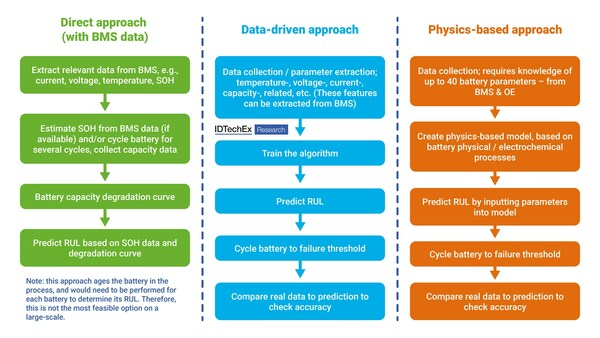 Direct approach
(with BMS data)
Extract relevant data from BMS, e.g.,
current, voltage, temperature, SOH
Estimate SOH from BMS data (if
available) and/or cycle battery for
several cycles, collect capacity data
Battery capacity degradation curve
Predict RUL based on SOH data and
degradation curve
Note: this approach ages the battery in the
process, and would need to be performed for
each battery to determine its RUL. Therefore,
this is not the most feasible option on a
large-scale.
Data-driven approach
Data collection / parameter extraction;
temperature-, voltage-, current-,
capacity-, related, etc. (These features
can be extracted from BMS)
IDTechEx Research
Train the algorithm
Predict RUL
Cycle battery to failure threshold
Compare real data to prediction to
check accuracy
Physics-based approach
Data collection; requires knowledge of
up to 40 battery parameters – from
BMS & OE
Create physics-based model, based on
battery physical / electrochemical
processes
Predict RUL by inputting parameters
into model
Cycle battery to failure threshold
Compare real data to prediction to
check accuracy